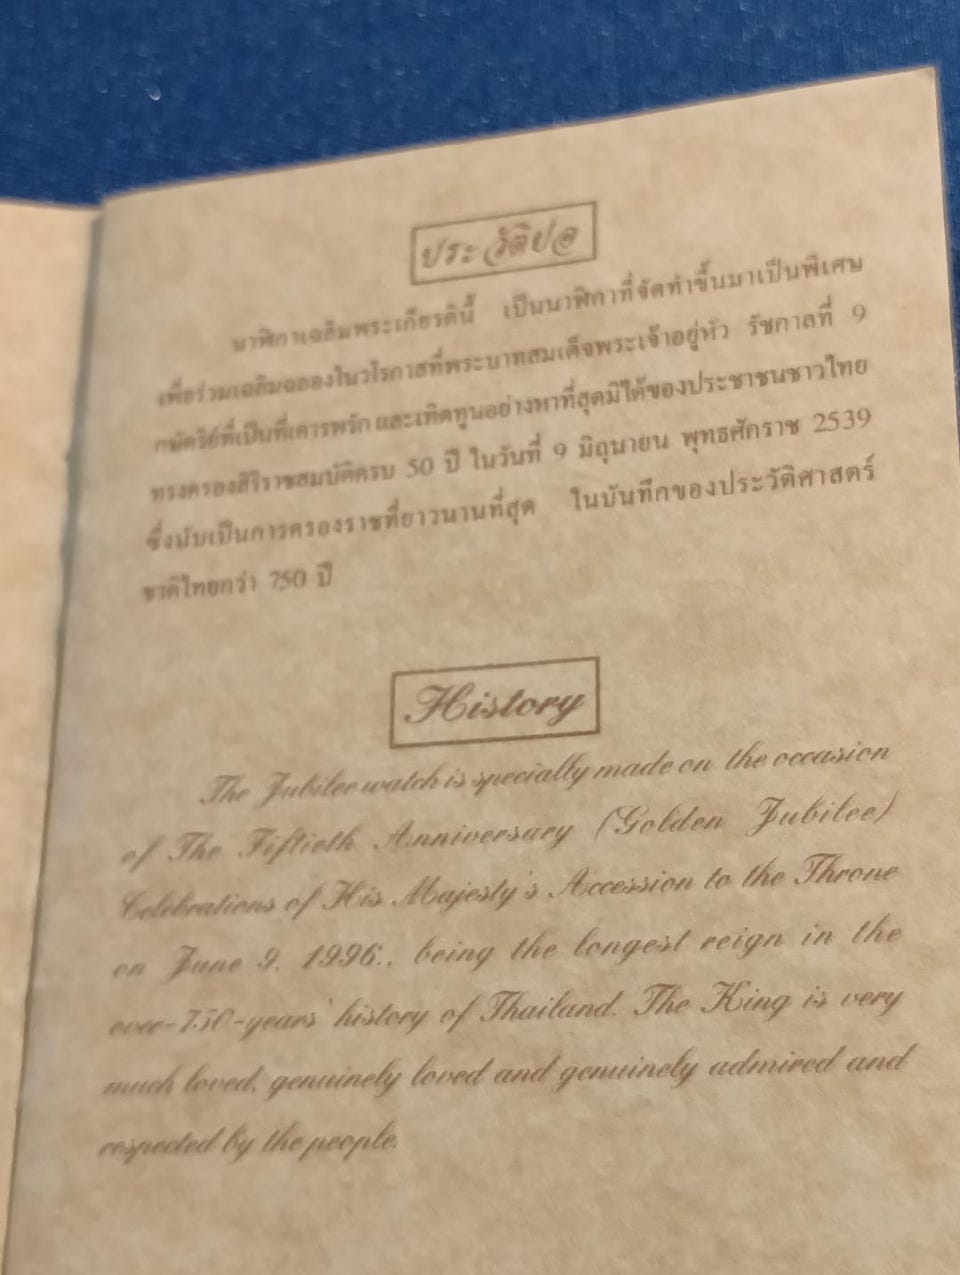 ประวัติย่อ
นาฬิกาเฉลิมพระเกียรตินี้ เป็นนาฬิกาที่จัดทำขึ้นมาเป็นพิเศษ
เพื่อร่วมเฉลิมฉลองในวโรกาสที่พระบาทสมเด็จพระเจ้าอยู่หัว รัชกาลที่ 9
กษัตริย์ที่เป็นที่เคารพรัก และเทิดทูนอย่างหาที่สุดมิได้ของประชาชนชาวไทย
ทรงครองสิริราชสมบัติครบ 50 ปี ในวันที่ 9 มิถุนายน พุทธศักราช 2539
ซึ่งนับเป็นการครองราชที่ยาวนานที่สุด ในบันทึกของประวัติศาสตร์
ชาติไทยกว่า 750 ปี
History
The Jubilee watch is specially made on the occasion
of The Fiftieth Anniversary (Golden Jubilee)
Celebrations of His Majesty's Accession to the Throne
on June 9, 1996., being the longest reign in the
over-750-years' history of Thailand. The King is very
much loved, genuinely loved and genuinely admired and
respected by the people.